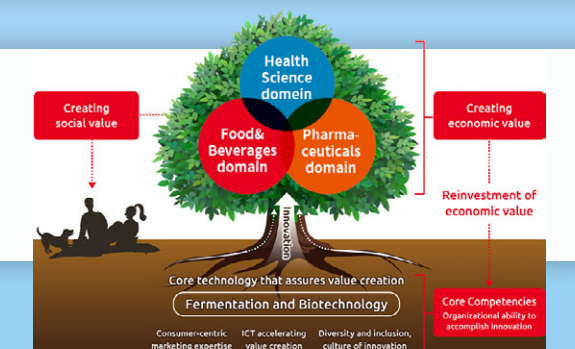 Health
Science
domein
Food&
Beverages
domain
Pharma-
ceuticals
domain
Creating
social value
Creating
economic value
Reinvestment of
economic value
Innovation
Core technology that assures value creation
Fermentation and Biotechnology
Consumer-centric
marketing expertise
ICT accelerating
value creation
Diversity and inclusion,
culture of innovation
Core Competencies
Organizational ability to
accomplish innovation